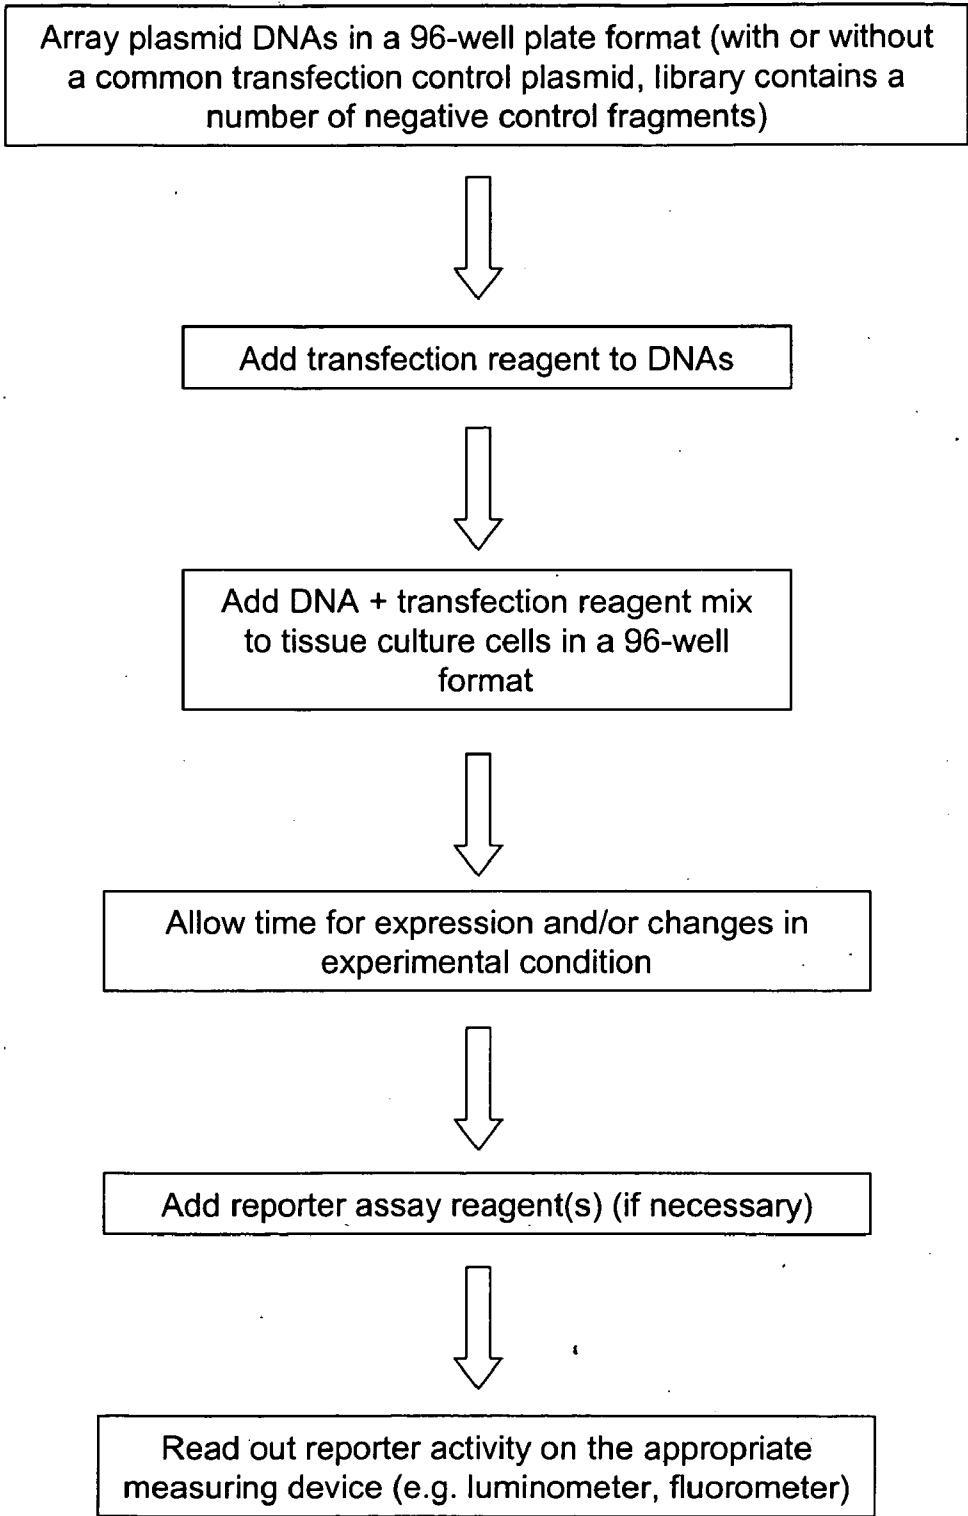 Array plasmid DNAs in a 96-well plate format (with or without
a common transfection control plasmid, library contains a
number of negative control fragments)
Add transfection reagent to DNAs
Add DNA + transfection reagent mix
to tissue culture cells in a 96-well
format
Allow time for expression and/or changes in
experimental condition
Add reporter assay reagent(s) (if necessary)
Read out reporter activity on the appropriate
measuring device (e.g. luminometer, fluorometer)